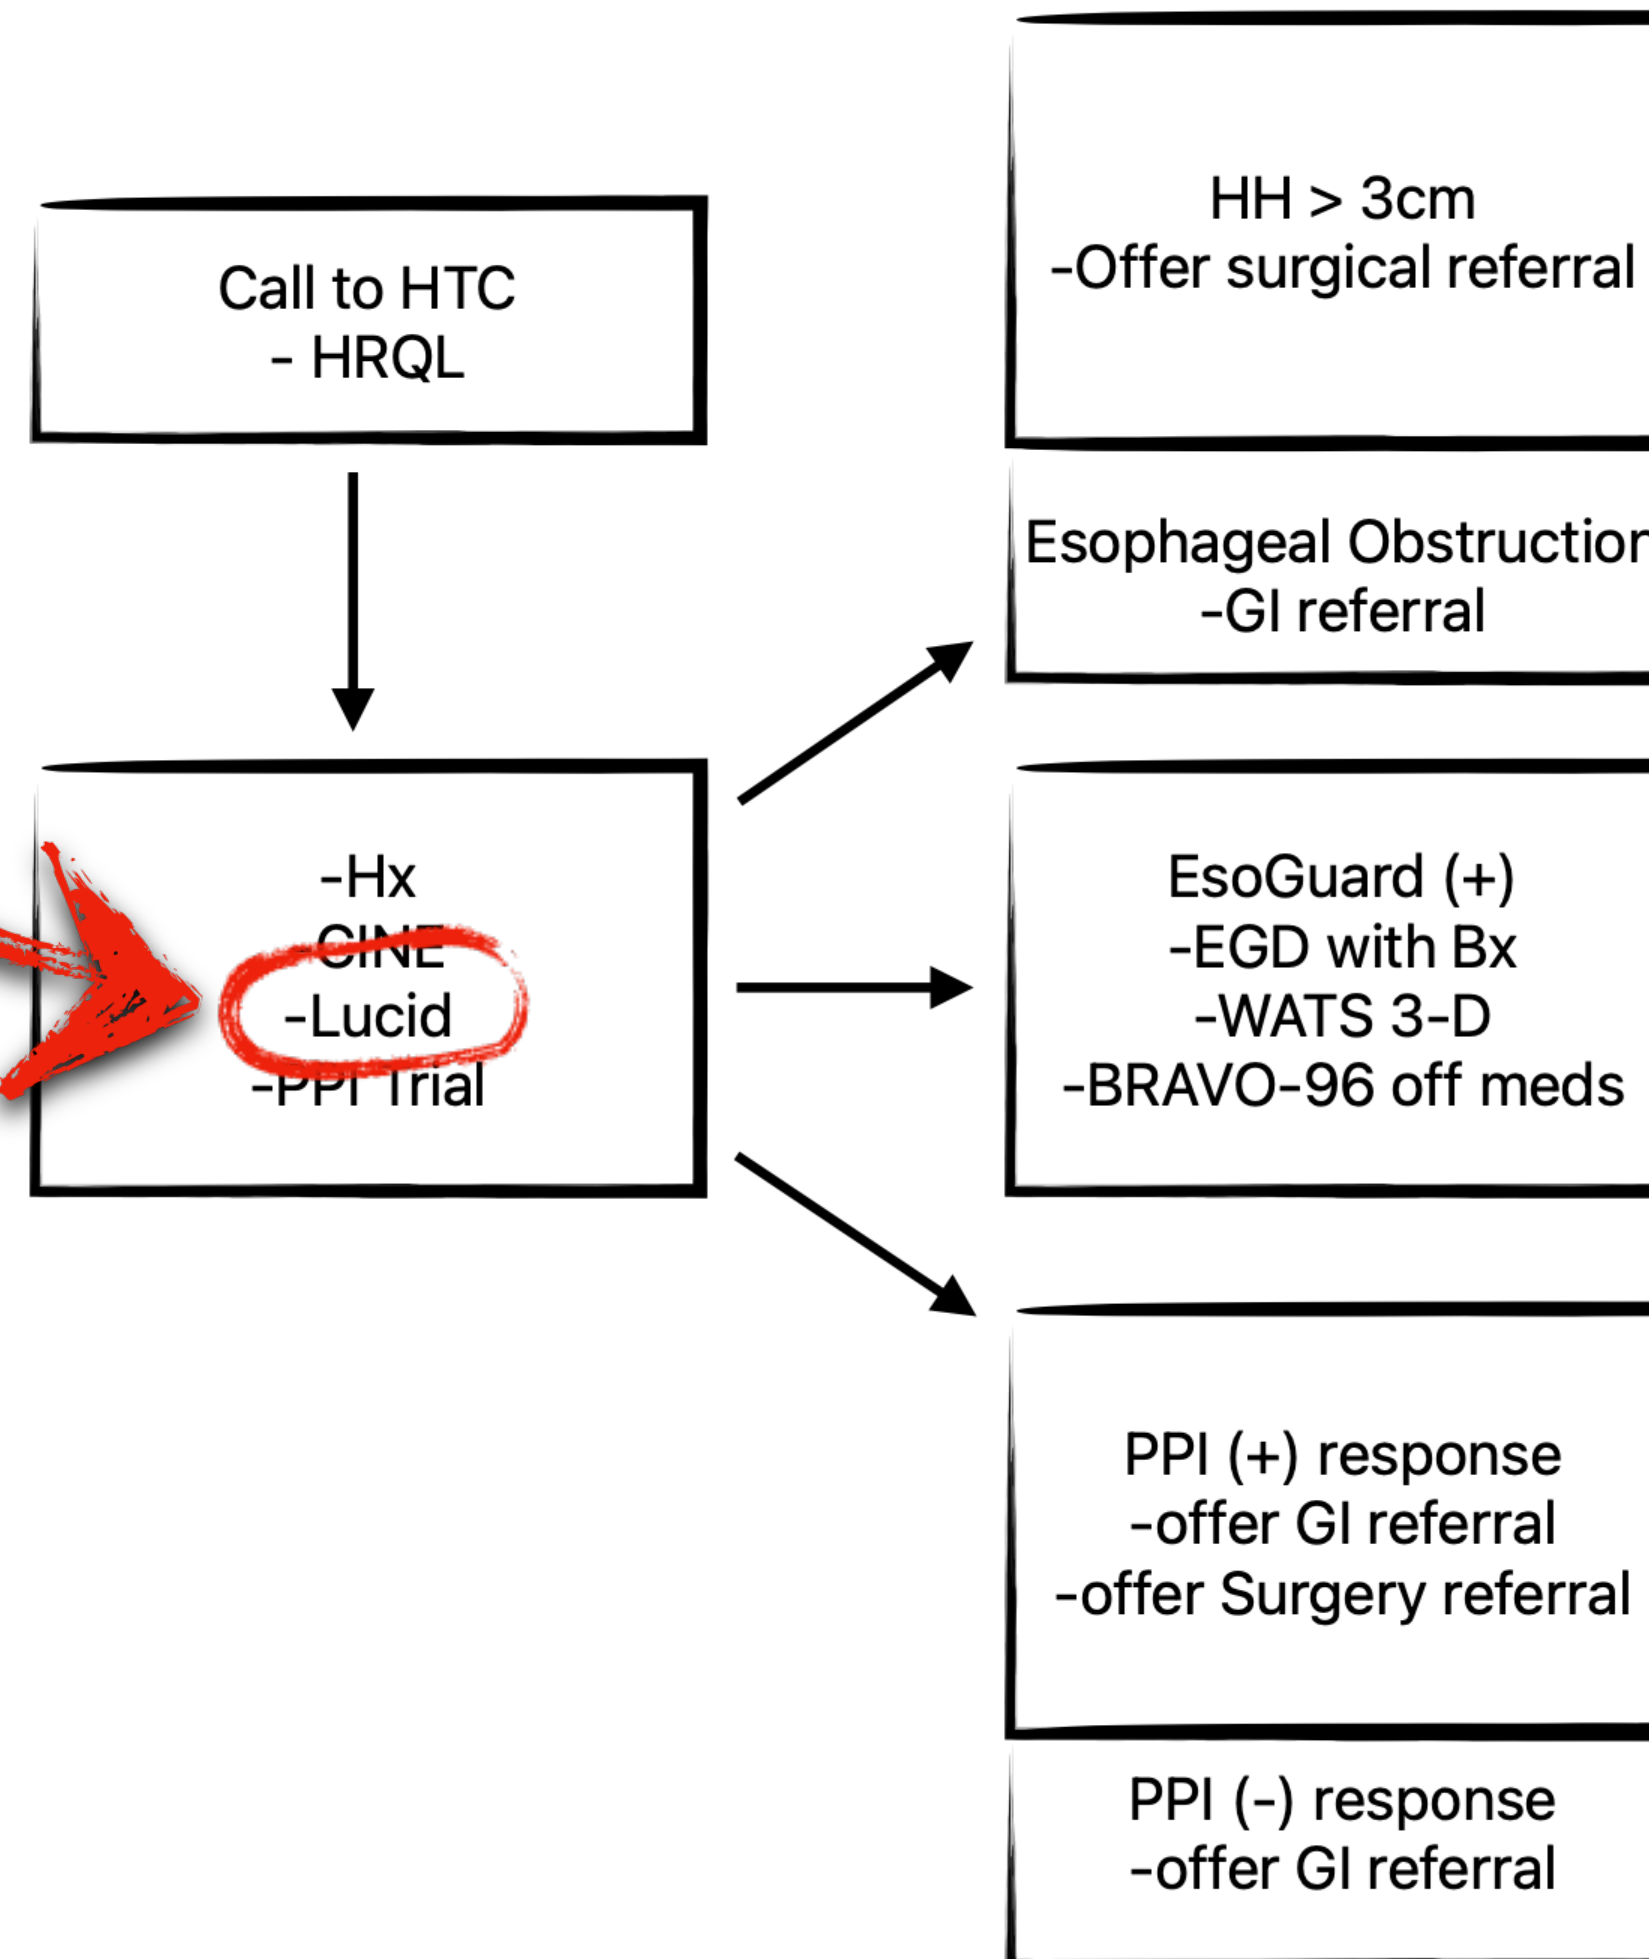 Call to HTC
- HRQL
-Hx
-CINE
-Lucid
-PPI Trial
HH > 3cm
-Offer surgical referral
Esophageal Obstruction
-GI referral
EsoGuard (+)
-EGD with Bx
-WATS 3-D
-BRAVO-96 off meds
PPI (+) response
-offer GI referral
-offer Surgery referral
PPI (-) response
-offer GI referral